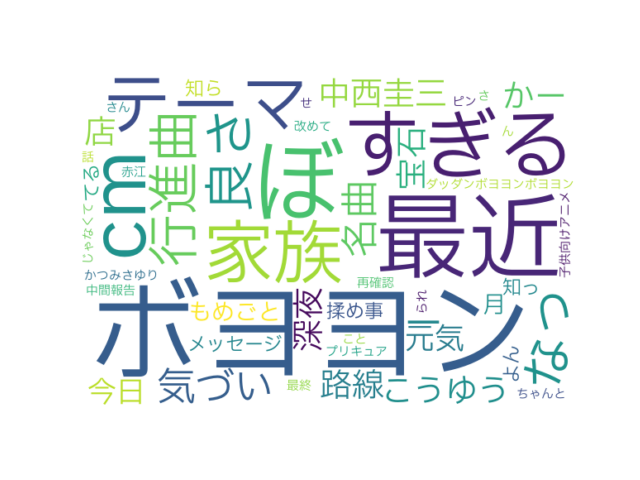 テーマ
知ら
せ
中西圭三
ピン
さ
かー
さん
店
改めて
すぎる
ん
話
てる
赤江
行進曲
良さ
ぼ
名曲
宝石
ダッダンボヨヨンボヨヨン
cm
じゃなくて
家族
最近
子供向けアニメ
かつみさゆり
中間報告
ボヨヨン
再確認
知っ
なっ
もめごと
深夜
揉め事
られ
月
メッセージ
こと
プリキュア
元気
よん
今日
気づい
最終
路線
こうゆう
ちゃんと